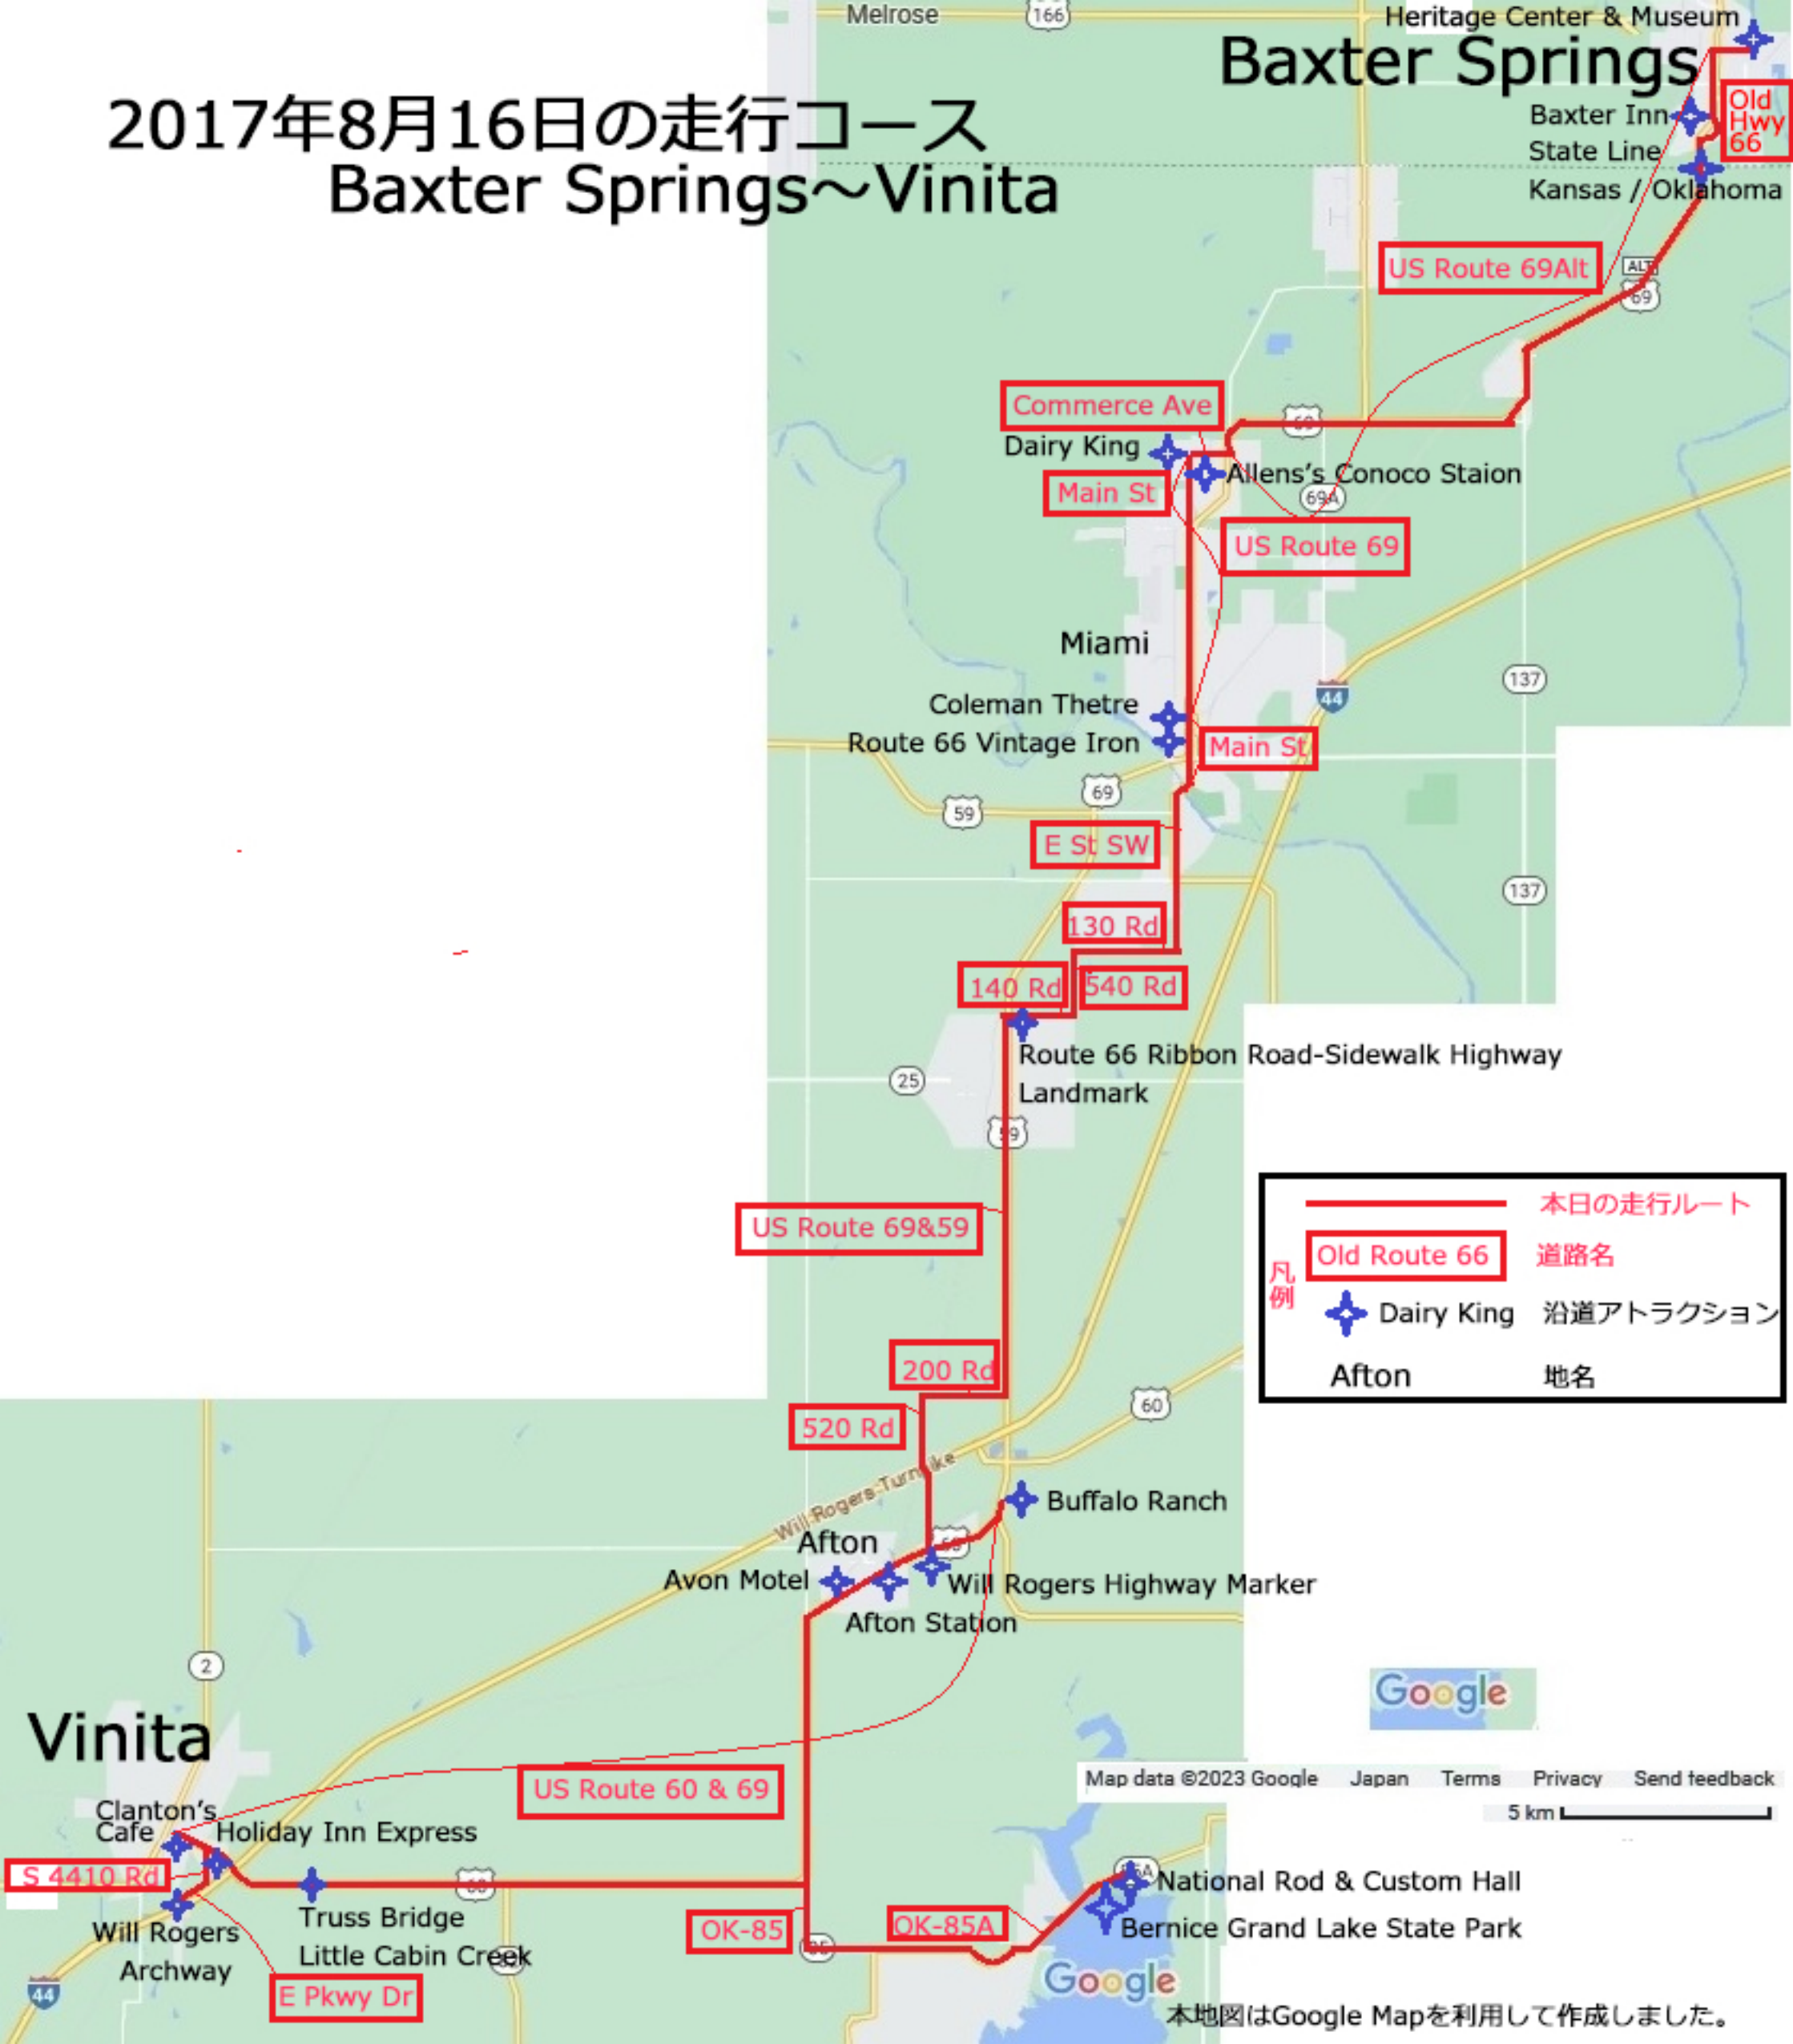 Melrose
166
Heritage Center & Museum
Baxter Springs
2017年8月16日の走行コース
Baxter Springs～Vinita
Baxter Inn
Old
Hwy
66
State Line
Kansas / Oklahoma
US Route 69Alt
ALT
69
Commerce Ave
Dairy King
Allens's Conoco Staion
Main St
69A
US Route 69
Miami
137
44
Coleman Thetre
Route 66 Vintage Iron
Main St
69
59
E St SW
137
130 Rd
140 Rd
540 Rd
Route 66 Ribbon Road-Sidewalk Highway
Landmark
25
59
US Route 69&59
本日の走行ルート
Old Route 66
道路名
凡例
Dairy King
沿道アトラクション
Afton
地名
200 Rd
60
520 Rd
Will Rogers Turnpike
Buffalo Ranch
Afton
Avon Motel
Will Rogers Highway Marker
Afton Station
2
Google
Vinita
Map data ©2023 Google Japan Terms Privacy Send feedback
5 km
US Route 60 & 69
Clanton's
Cafe
Holiday Inn Express
S 4410 Rd
National Rod & Custom Hall
Will Rogers
Archway
Truss Bridge
Little Cabin Creek
OK-85
OK-85A
Bernice Grand Lake State Park
44
E Pkwy Dr
Google
本地図はGoogle Mapを利用して作成しました。